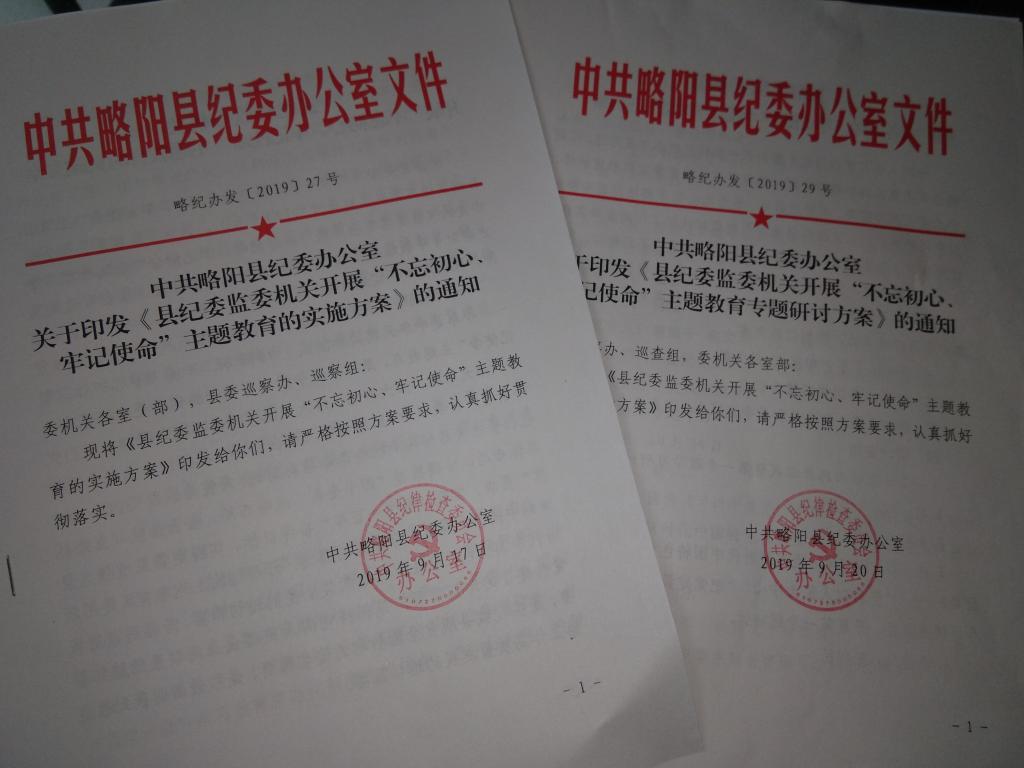 中共略阳县纪委办公室文件
略纪办发〔2019〕27号
中共略阳县纪委办公室
关于印发《县纪委监委机关开展“不忘初心、
牢记使命”主题教育的实施方案》的通知
委机关各室（部），县委巡察办、巡察组：
现将《县纪委监委机关开展“不忘初心、牢记使命”主题教
育的实施方案》印发给你们，请严格按照方案要求，认真抓好贯
彻落实。
中共略阳县纪委办公室
2019年9月17日
办公室
- 1 -
中共略阳县纪委办公室文件
略纪办发〔2019〕29号
中共略阳县纪委办公室
于印发《县纪委监委机关开展“不忘初心、
记使命”主题教育专题研讨方案》的通知
办、巡查组，委机关各室部：
《县纪委监委机关开展“不忘初心、牢记使命”主题教
方案》印发给你们，请严格按照方案要求，认真抓好
中共略阳县纪委办公室
2019年9月20日
办公室
- 1 -